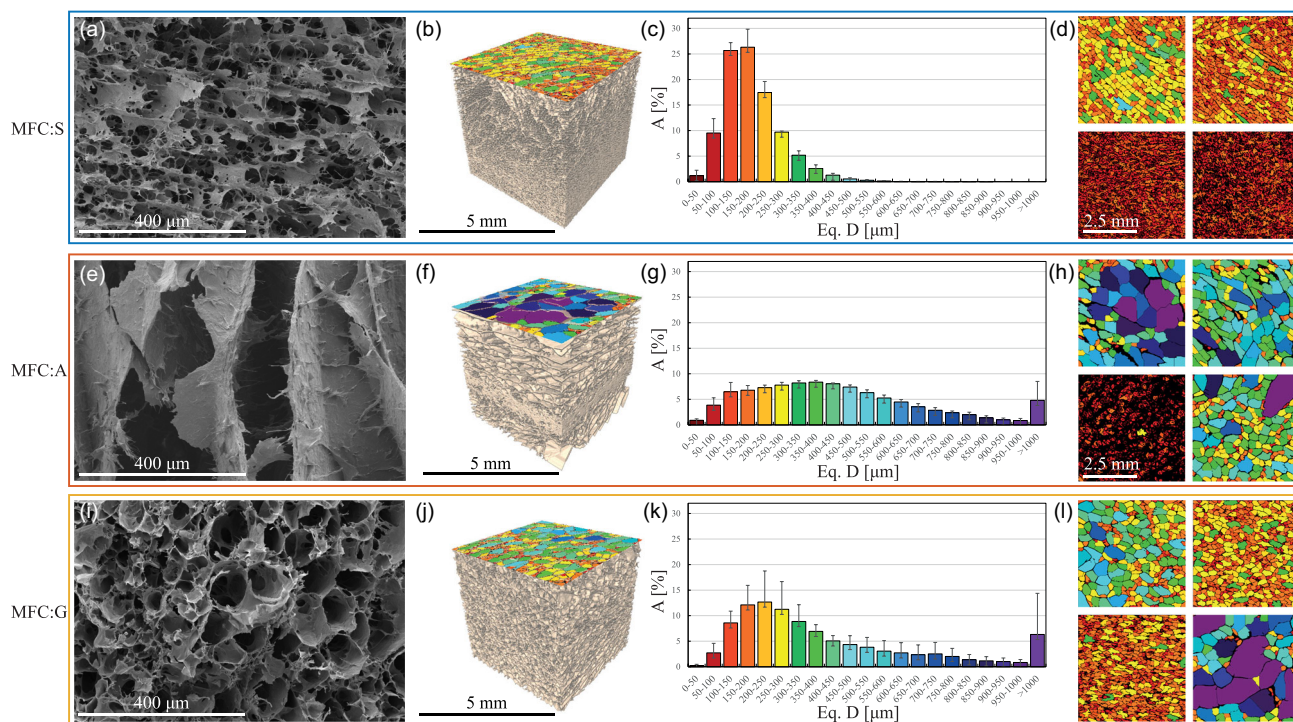 MFC:S
(a)
400 μm
(b)
5 mm
(c)
A [%]
30
25
20
15
10
5
0
0-50
50-100
100-150
150-200
200-250
250-300
300-350
350-400
400-450
450-500
500-550
550-600
600-650
650-700
700-750
750-800
800-850
850-900
900-950
950-1000
>1000
Eq. D [μm]
(d)
2.5 mm
MFC:A
(e)
400 μm
(f)
5 mm
(g)
A [%]
30
25
20
15
10
5
0
0-50
50-100
100-150
150-200
200-250
250-300
300-350
350-400
400-450
450-500
500-550
550-600
600-650
650-700
700-750
750-800
800-850
850-900
900-950
950-1000
>1000
Eq. D [μm]
(h)
2.5 mm
MFC:G
(i)
400 μm
(j)
5 mm
(k)
A [%]
30
25
20
15
10
5
0
0-50
50-100
100-150
150-200
200-250
250-300
300-350
350-400
400-450
450-500
500-550
550-600
600-650
650-700
700-750
750-800
800-850
850-900
900-950
950-1000
>1000
Eq. D [μm]
(l)